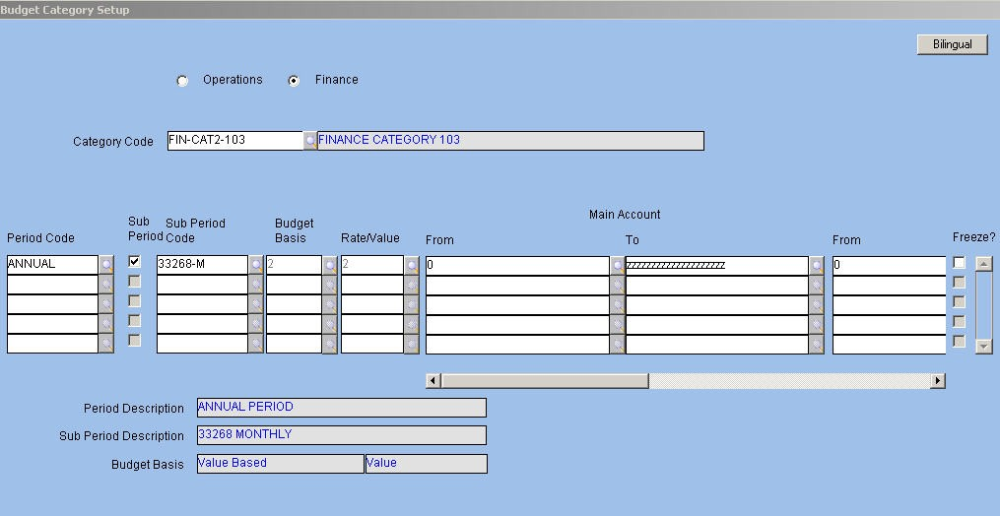 Budget Category Setup
Bilingual
Operations Finance
Category Code FIN-CAT2-103 FINANCE CATEGORY 103
Main Account
Period Code Sub Period Sub Period Code Budget Basis Rate/Value From To From Freeze?
ANNUAL 33268-M 2 2 0 ZZZZZZZZZZZZZZZZZZZZ 0
Period Description ANNUAL PERIOD
Sub Period Description 33268 MONTHLY
Budget Basis Value Based Value